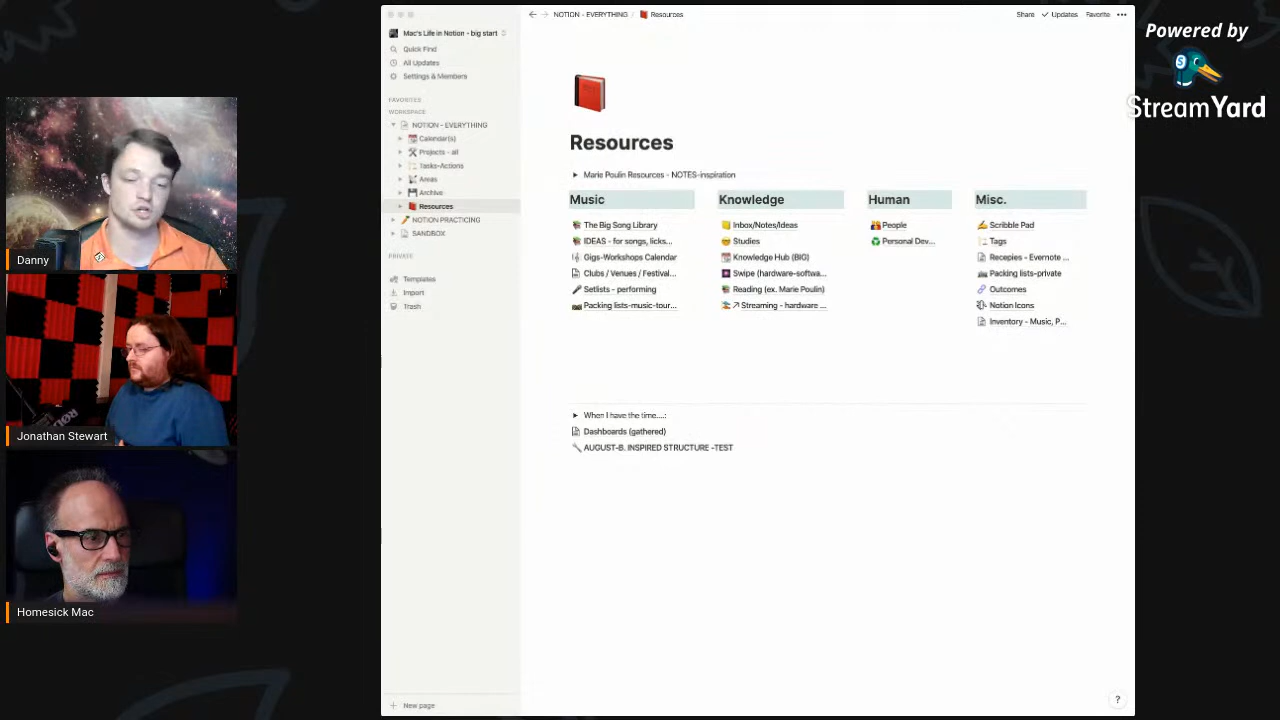 NOTION - EVERYTHING / Resources
Share
Updates
Favorite
Mac's Life in Notion - big start
Quick Find
All Updates
Settings & Members
FAVORITES
WORKSPACE
NOTION - EVERYTHING
Calendar(s)
Projects - all
Tasks-Actions
Areas
Archive
Resources
NOTION PRACTICING
SANDBOX
PRIVATE
Templates
Import
Trash
New page
Resources
Marie Poulin Resources - NOTES-inspiration
Music
The Big Song Library
IDEAS - for songs, licks...
Gigs-Workshops Calendar
Clubs / Venues / Festival...
Setlists - performing
Packing lists-music-tour...
Knowledge
Inbox/Notes/Ideas
Studies
Knowledge Hub (BIG)
Swipe (hardware-softwa...
Reading (ex. Marie Poulin)
Streaming - hardware ...
Human
People
Personal Dev...
Misc.
Scribble Pad
Tags
Recepies - Evernote ...
Packing lists-private
Outcomes
Notion Icons
Inventory - Music, P...
When I have the time....:
Dashboards (gathered)
AUGUST-B. INSPIRED STRUCTURE -TEST
?
Danny
Jonathan Stewart
Homesick Mac
Powered by
StreamYard